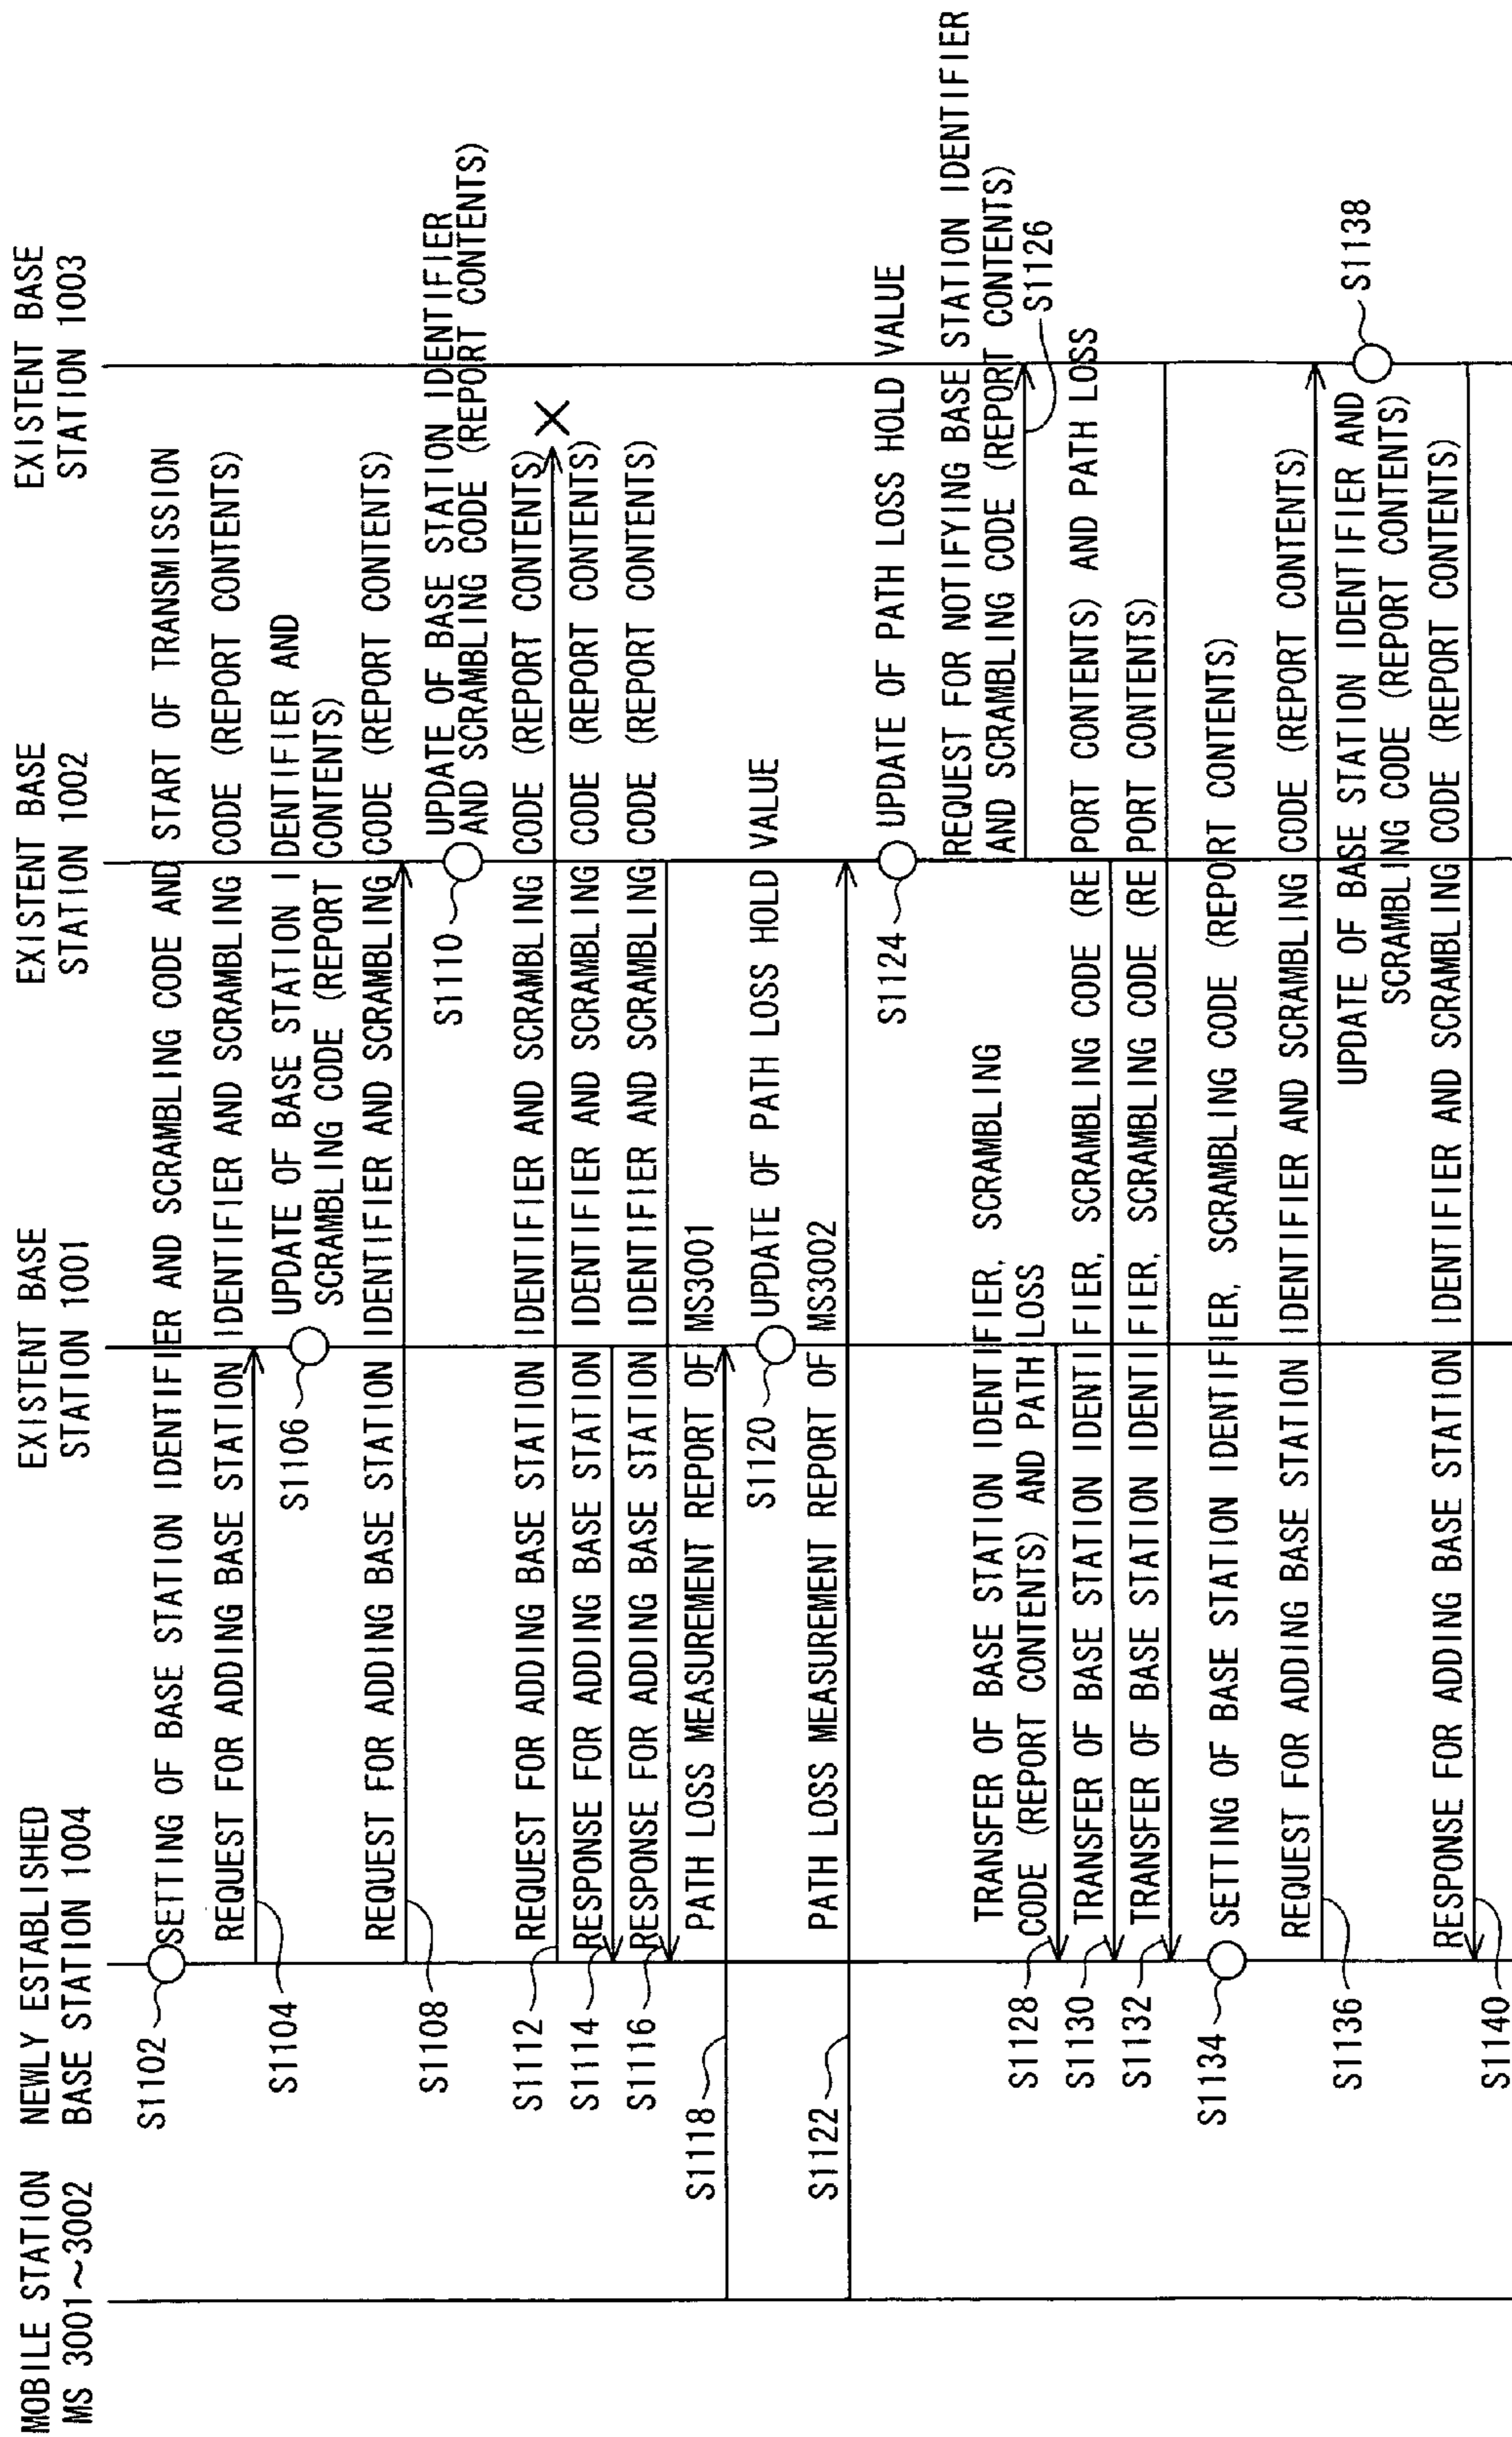 MOBILE STATION
MS 3001~3002
NEWLY ESTABLISHED
BASE STATION 1004
EXISTENT BASE
STATION 1001
EXISTENT BASE
STATION 1002
EXISTENT BASE
STATION 1003
S1102
SETTING OF BASE STATION IDENTIFIER AND SCRAMBLING CODE AND START OF TRANSMISSION
REQUEST FOR ADDING BASE STATION IDENTIFIER AND SCRAMBLING CODE (REPORT CONTENTS)
S1104
S1106
UPDATE OF BASE STATION IDENTIFIER AND
SCRAMBLING CODE (REPORT CONTENTS)
REQUEST FOR ADDING BASE STATION IDENTIFIER AND SCRAMBLING CODE (REPORT CONTENTS)
S1108
S1110
UPDATE OF BASE STATION IDENTIFIER
AND SCRAMBLING CODE (REPORT CONTENTS)
S1112
REQUEST FOR ADDING BASE STATION IDENTIFIER AND SCRAMBLING CODE (REPORT CONTENTS)
S1114
RESPONSE FOR ADDING BASE STATION IDENTIFIER AND SCRAMBLING CODE (REPORT CONTENTS)
S1116
RESPONSE FOR ADDING BASE STATION IDENTIFIER AND SCRAMBLING CODE (REPORT CONTENTS)
S1118
PATH LOSS MEASUREMENT REPORT OF MS3001
S1120
UPDATE OF PATH LOSS HOLD VALUE
S1122
PATH LOSS MEASUREMENT REPORT OF MS3002
S1124
UPDATE OF PATH LOSS HOLD VALUE
REQUEST FOR NOTIFYING BASE STATION IDENTIFIER
AND SCRAMBLING CODE (REPORT CONTENTS)
S1126
TRANSFER OF BASE STATION IDENTIFIER, SCRAMBLING
S1128
CODE (REPORT CONTENTS) AND PATH LOSS
S1130
TRANSFER OF BASE STATION IDENTIFIER, SCRAMBLING CODE (REPORT CONTENTS) AND PATH LOSS
S1132
TRANSFER OF BASE STATION IDENTIFIER, SCRAMBLING CODE (REPORT CONTENTS)
S1134
SETTING OF BASE STATION IDENTIFIER, SCRAMBLING CODE (REPORT CONTENTS)
REQUEST FOR ADDING BASE STATION IDENTIFIER AND SCRAMBLING CODE (REPORT CONTENTS)
S1136
UPDATE OF BASE STATION IDENTIFIER AND
SCRAMBLING CODE (REPORT CONTENTS)
S1138
RESPONSE FOR ADDING BASE STATION IDENTIFIER AND SCRAMBLING CODE (REPORT CONTENTS)
S1140